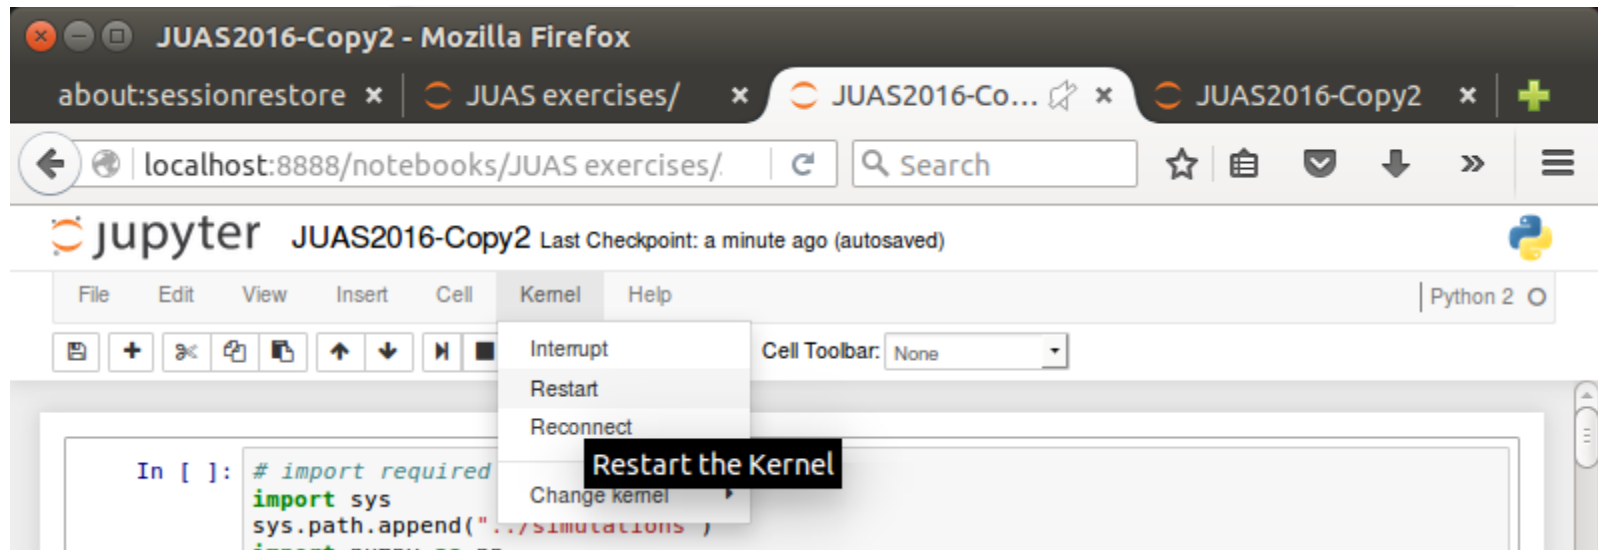 JUAS2016-Copy2 - Mozilla Firefox
about:sessionrestore JUAS exercises/ JUAS2016-Co... JUAS2016-Copy2
localhost:8888/notebooks/JUAS exercises/ Search
jupyter JUAS2016-Copy2 Last Checkpoint: a minute ago (autosaved)
File Edit View Insert Cell Kernel Help Python 2
Cell Toolbar: None
Interrupt
Restart
Reconnect
Restart the Kernel
Change kernel
In [ ]: # import required
import sys
sys.path.append("../simulations")